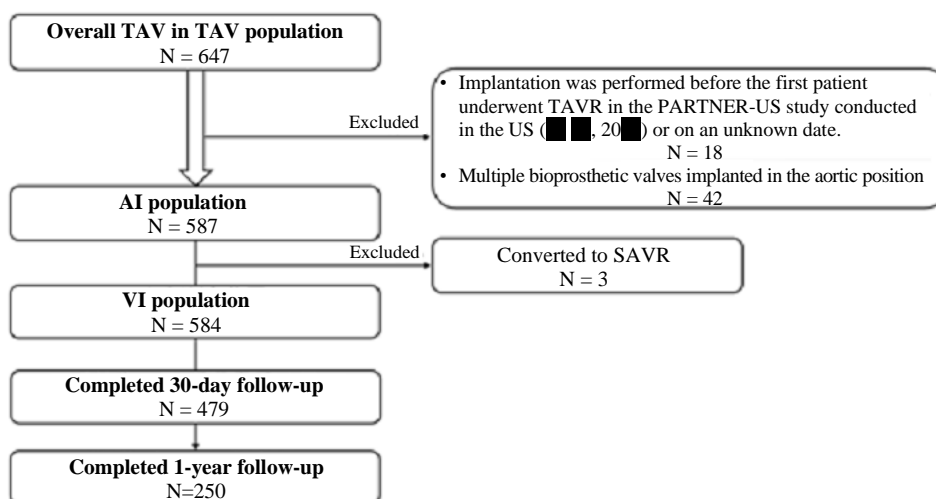 Overall TAV in TAV population
N = 647
Excluded
• Implantation was performed before the first patient
underwent TAVR in the PARTNER-US study conducted
in the US (, 20) or on an unknown date.
N = 18
• Multiple bioprosthetic valves implanted in the aortic position
N = 42
AI population
N = 587
Excluded
Converted to SAVR
N = 3
VI population
N = 584
Completed 30-day follow-up
N = 479
Completed 1-year follow-up
N=250